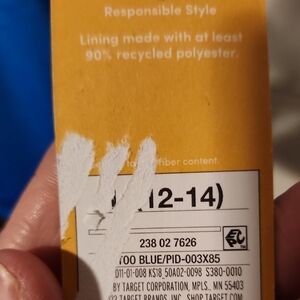 Responsible Style
Lining made with at least
90% recycled polyester.
fiber content.
(12-14)
238 02 7626
TOO BLUE/PID-003X85
011-01-008 KS18_50A02-0098 S380-0010
BY TARGET CORPORATION, MPLS, MN 55403
TARGET BRANDS, INC. SHOP TARGET.COM